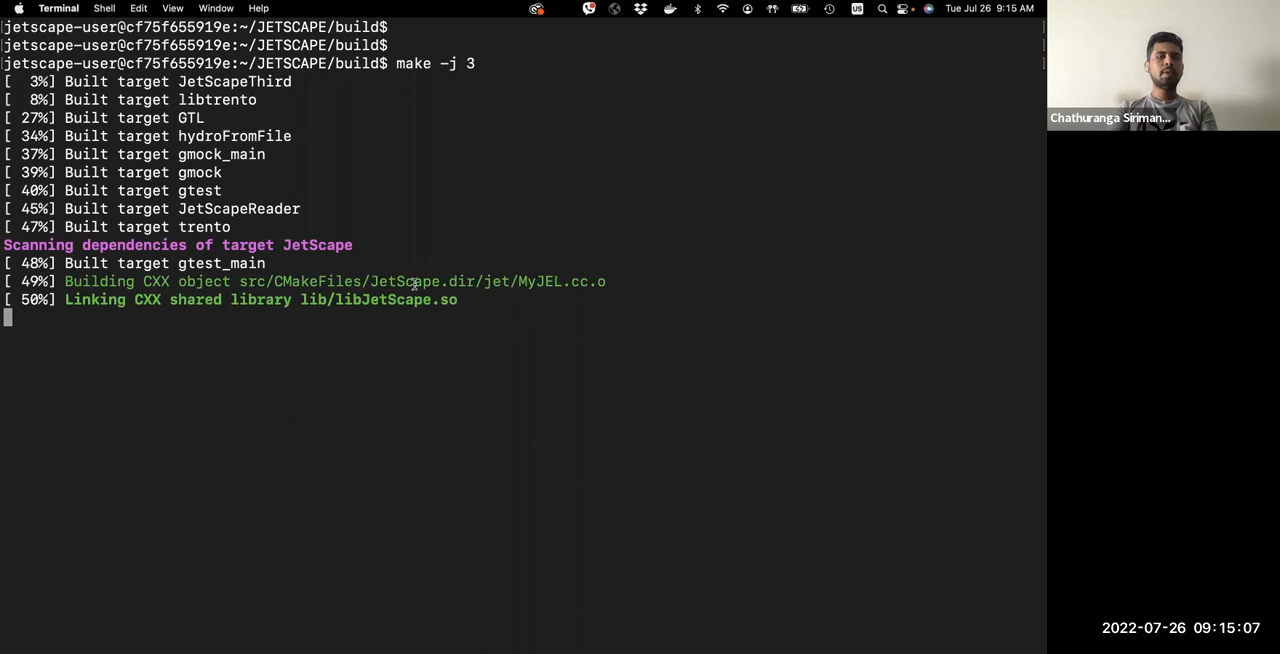 Terminal Shell Edit View Window Help US Tue Jul 26 9:15 AM
jetscape-user@cf75f655919e:~/JETSCAPE/build$
jetscape-user@cf75f655919e:~/JETSCAPE/build$
jetscape-user@cf75f655919e:~/JETSCAPE/build$ make -j 3
[  3%] Built target JetScapeThird
[  8%] Built target libtrento
[ 27%] Built target GTL
[ 34%] Built target hydroFromFile
[ 37%] Built target gmock_main
[ 39%] Built target gmock
[ 40%] Built target gtest
[ 45%] Built target JetScapeReader
[ 47%] Built target trento
Scanning dependencies of target JetScape
[ 48%] Built target gtest_main
[ 49%] Building CXX object src/CMakeFiles/JetScape.dir/jet/MyJEL.cc.o
[ 50%] Linking CXX shared library lib/libJetScape.so
Chathuranga Siriman...
2022-07-26 09:15:07